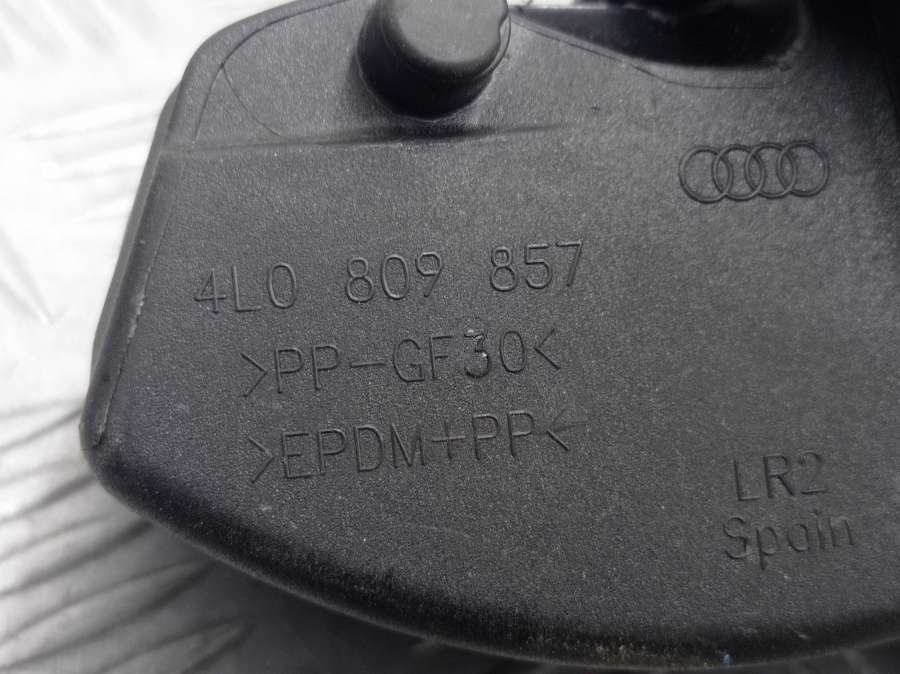 4L0 809 857
>PP-GF30<
>EPDM+PP<
LR2
Spain